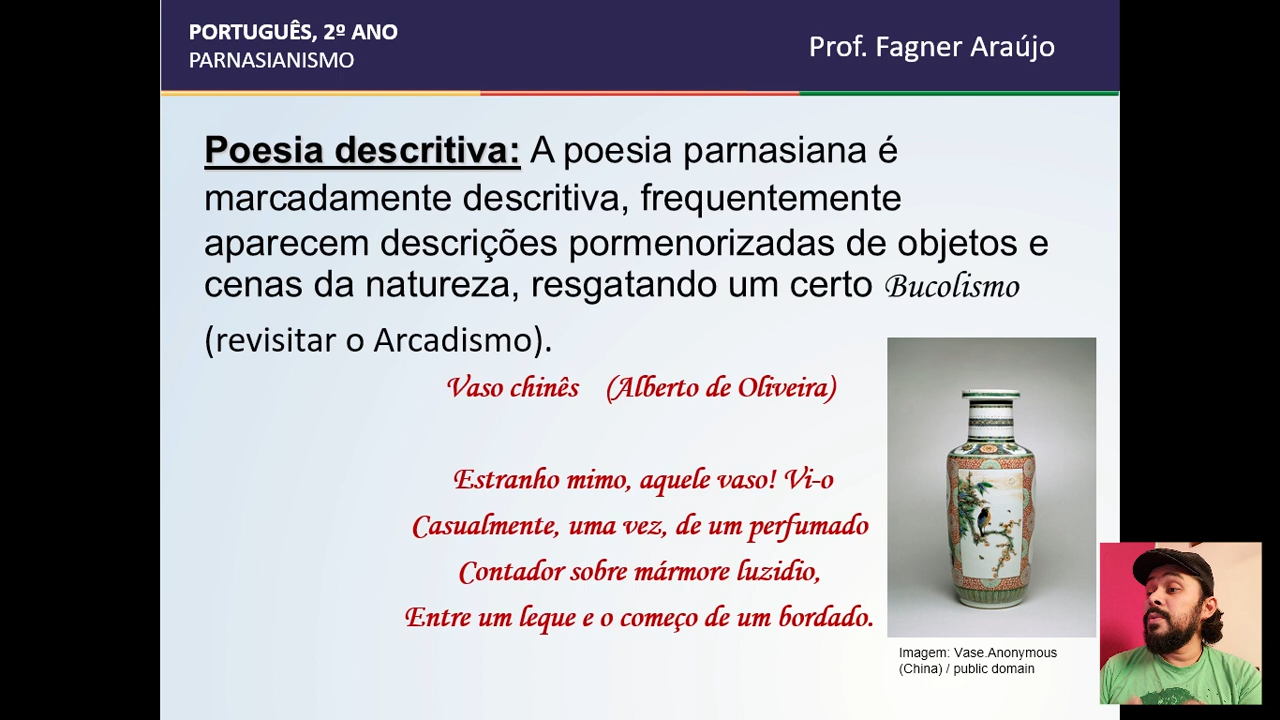 PORTUGUÊS, 2º ANO
PARNASIANISMO
Prof. Fagner Araújo
Poesia descritiva: A poesia parnasiana é
marcadamente descritiva, frequentemente
aparecem descrições pormenorizadas de objetos e
cenas da natureza, resgatando um certo Bucolismo
(revisitar o Arcadismo).
Vaso chinês (Alberto de Oliveira)
Estranho mimo, aquele vaso! Vi-o
Casualmente, uma vez, de um perfumado
Contador sobre mármore luzidio,
Entre um leque e o começo de um bordado.
Imagem: Vase.Anonymous
(China) / public domain